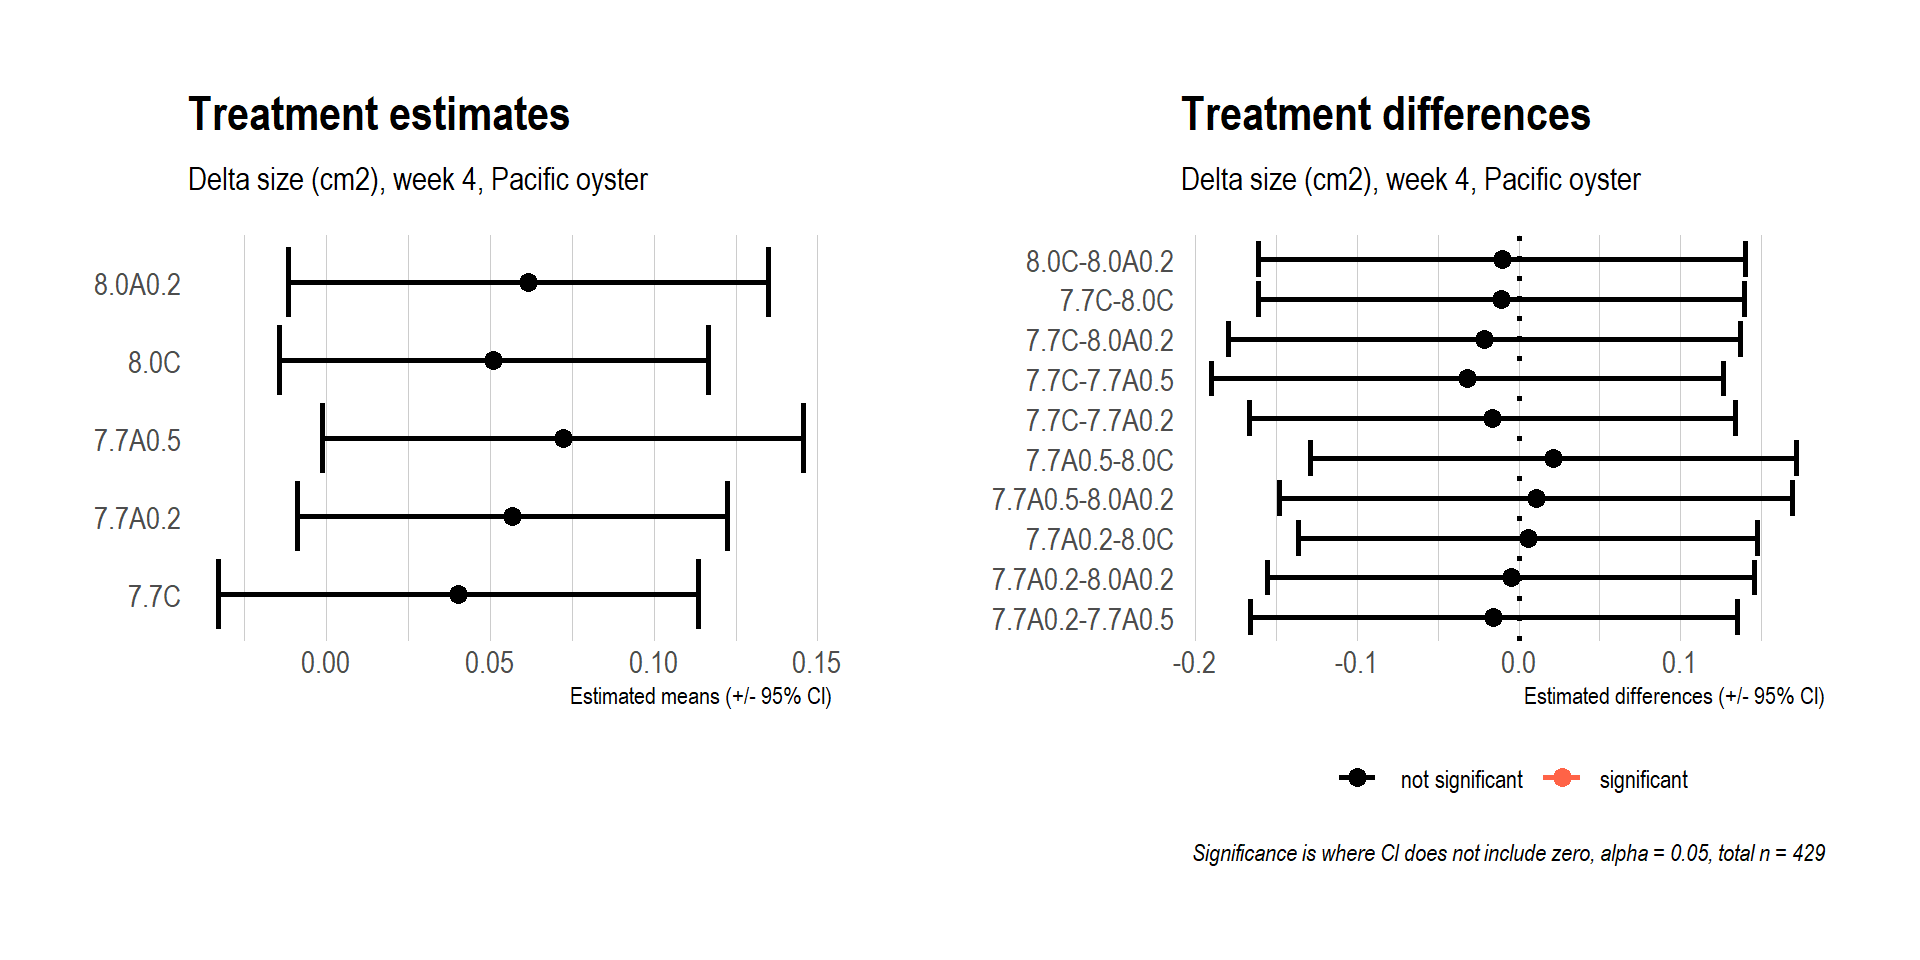 Treatment estimates
Delta size (cm2), week 4, Pacific oyster
8.0A0.2
8.0C
7.7A0.5
7.7A0.2
7.7C
0.00 0.05 0.10 0.15
Estimated means (+/- 95% CI)
Treatment differences
Delta size (cm2), week 4, Pacific oyster
8.0C-8.0A0.2
7.7C-8.0C
7.7C-8.0A0.2
7.7C-7.7A0.5
7.7C-7.7A0.2
7.7A0.5-8.0C
7.7A0.5-8.0A0.2
7.7A0.2-8.0C
7.7A0.2-8.0A0.2
7.7A0.2-7.7A0.5
-0.2 -0.1 0.0 0.1
Estimated differences (+/- 95% CI)
not significant significant
Significance is where CI does not include zero, alpha = 0.05, total n = 429